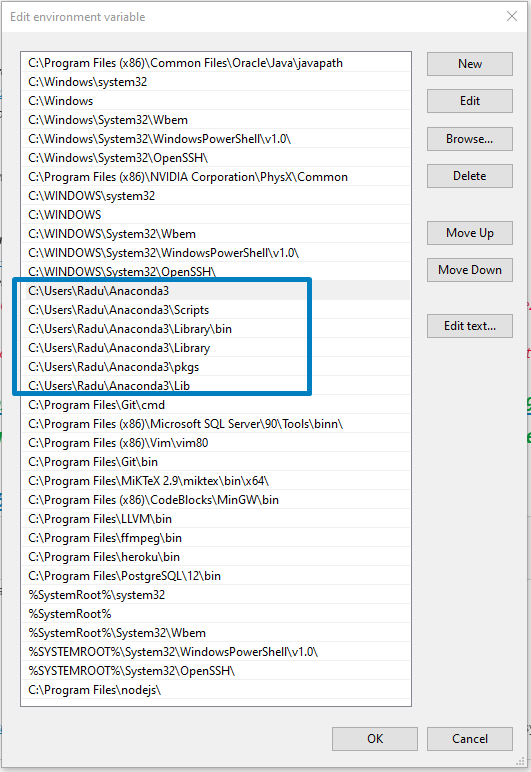 Edit environment variable
C:\Program Files (x86)\Common Files\Oracle\Java\javapath
C:\Windows\system32
C:\Windows
C:\Windows\System32\Wbem
C:\Windows\System32\WindowsPowerShell\v1.0\
C:\Windows\System32\OpenSSH\
C:\Program Files (x86)\NVIDIA Corporation\PhysX\Common
C:\WINDOWS\system32
C:\WINDOWS
C:\WINDOWS\System32\Wbem
C:\WINDOWS\System32\WindowsPowerShell\v1.0\
C:\WINDOWS\System32\OpenSSH\
C:\Users\Radu\Anaconda3
C:\Users\Radu\Anaconda3\Scripts
C:\Users\Radu\Anaconda3\Library\bin
C:\Users\Radu\Anaconda3\Library
C:\Users\Radu\Anaconda3\pkgs
C:\Users\Radu\Anaconda3\Lib
C:\Program Files\Git\cmd
C:\Program Files (x86)\Microsoft SQL Server\90\Tools\binn\
C:\Program Files (x86)\Vim\vim80
C:\Program Files\Git\bin
C:\Program Files\MiKTeX 2.9\miktex\bin\x64\
C:\Program Files (x86)\CodeBlocks\MinGW\bin
C:\Program Files\LLVM\bin
C:\Program Files\ffmpeg\bin
C:\Program Files\heroku\bin
C:\Program Files\PostgreSQL\12\bin
%SystemRoot%\system32
%SystemRoot%
%SystemRoot%\System32\Wbem
%SYSTEMROOT%\System32\WindowsPowerShell\v1.0\
%SYSTEMROOT%\System32\OpenSSH\
C:\Program Files\nodejs\
New
Edit
Browse...
Delete
Move Up
Move Down
Edit text...
OK
Cancel